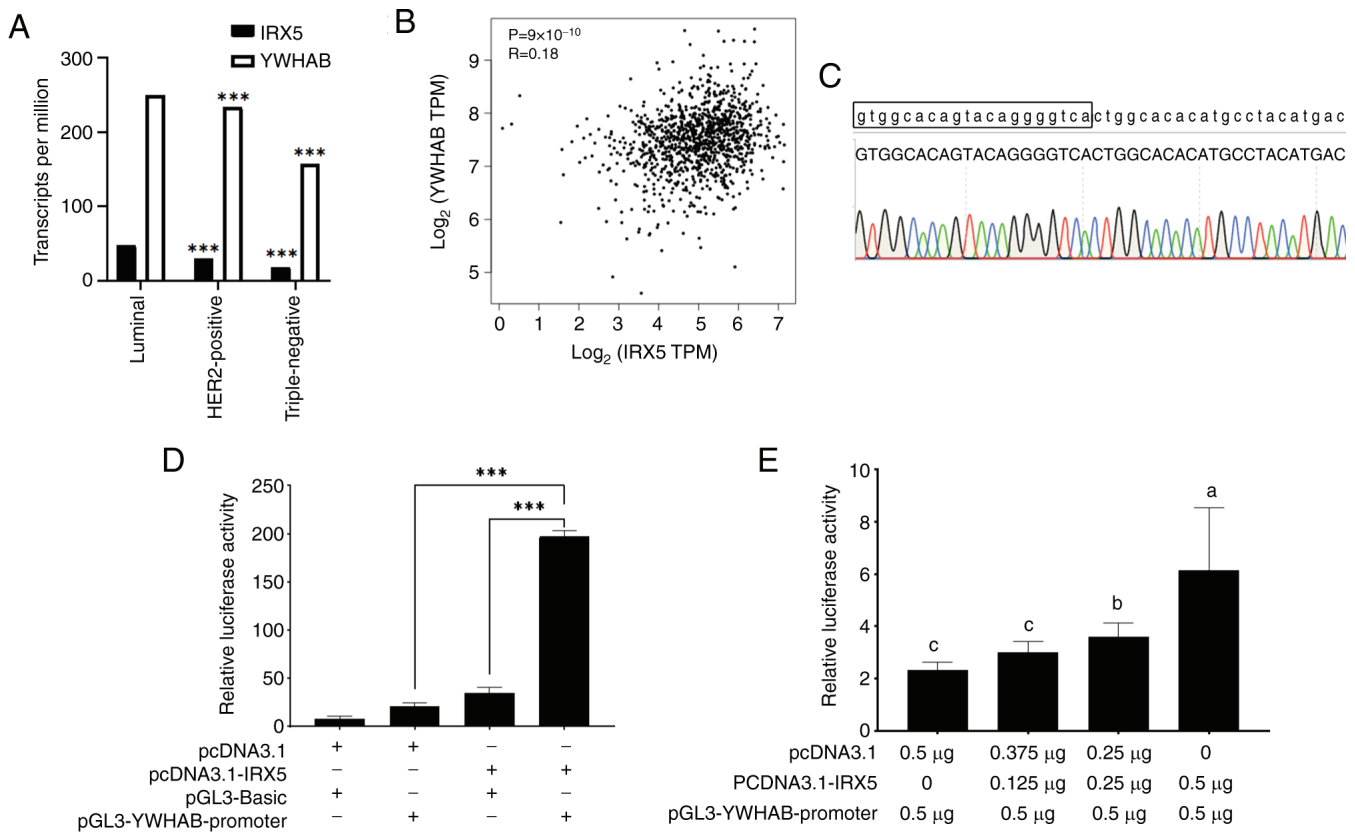 A
IRX5
YWHAB
Transcripts per million
300
200
100
0
***
***
***
***
Luminal
HER2-positive
Triple-negative
B
P=9×10⁻¹⁰
R=0.18
Log₂ (YWHAB TPM)
9
8
7
6
5
0 1 2 3 4 5 6 7
Log₂ (IRX5 TPM)
C
gtggcacagtacaggggtcactggcacacatgcctacatgac
GTGGCACAGTACAGGGGTCACTGGCACACATGCCTACATGAC
D
Relative luciferase activity
250
200
150
100
50
0
***
***
pcDNA3.1 + + – –
pcDNA3.1-IRX5 – – + +
pGL3-Basic + – + –
pGL3-YWHAB-promoter – + – +
E
Relative luciferase activity
10
8
6
4
2
0
c c b a
pcDNA3.1 0.5 µg 0.375 µg 0.25 µg 0
PCDNA3.1-IRX5 0 0.125 µg 0.25 µg 0.5 µg
pGL3-YWHAB-promoter 0.5 µg 0.5 µg 0.5 µg 0.5 µg